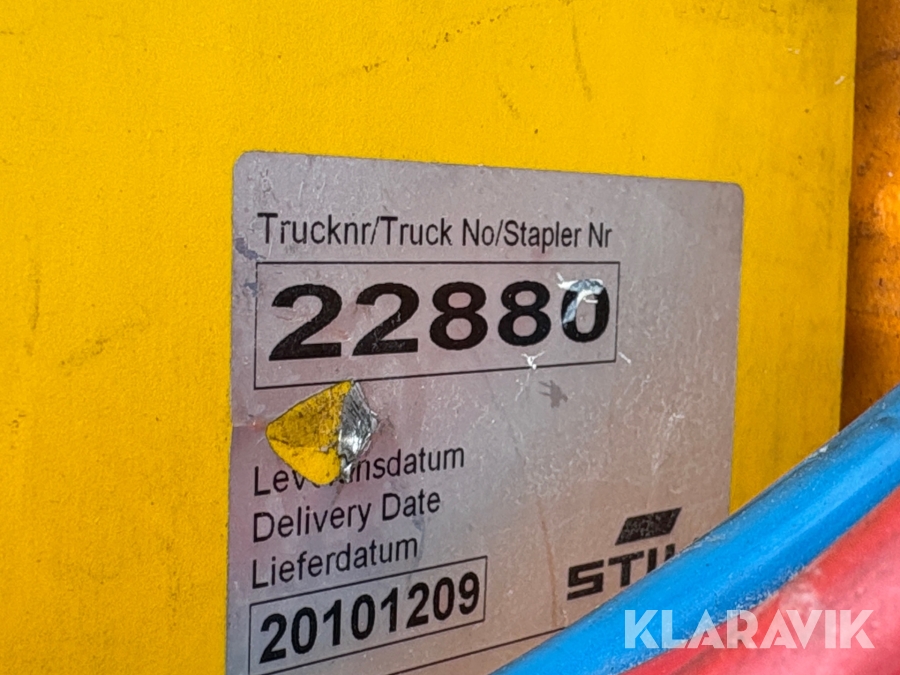 Trucknr/Truck No/Stapler Nr
22880
Delivery Date
Lieferdatum
20101209
KLARAVIK